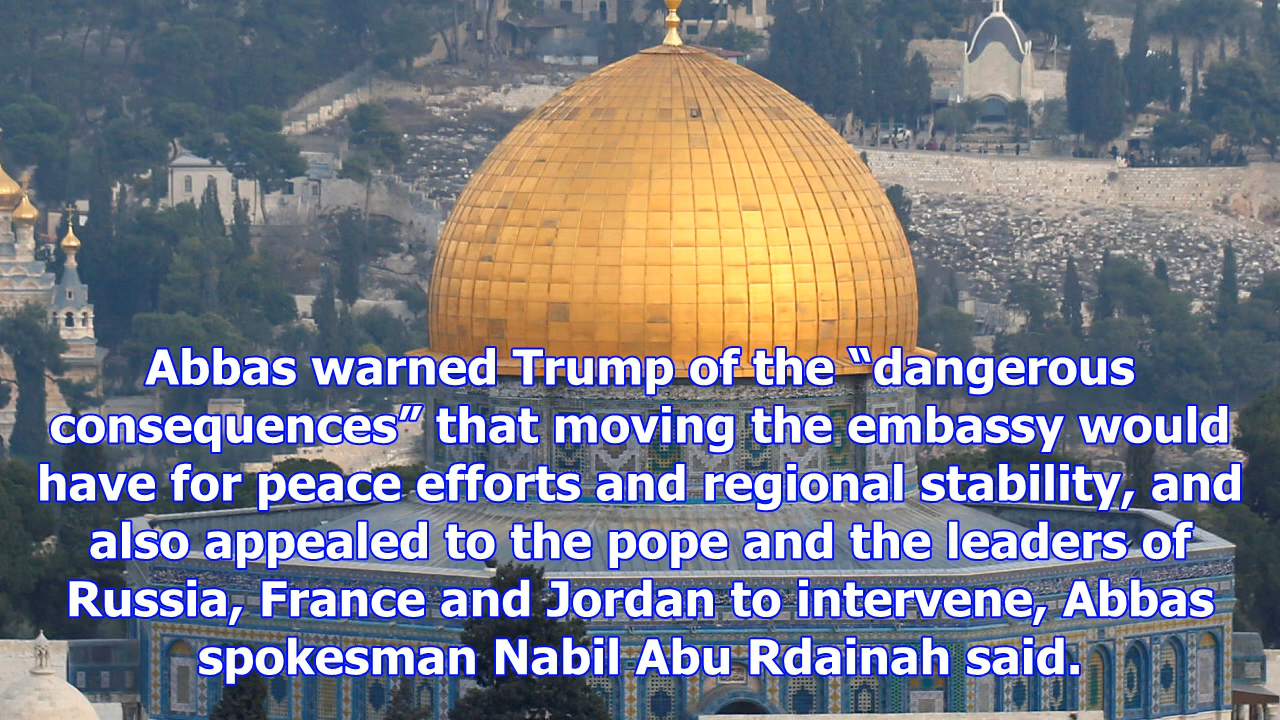 Abbas warned Trump of the “dangerous
consequences” that moving the embassy would
have for peace efforts and regional stability, and
also appealed to the pope and the leaders of
Russia, France and Jordan to intervene, Abbas
spokesman Nabil Abu Rdainah said.